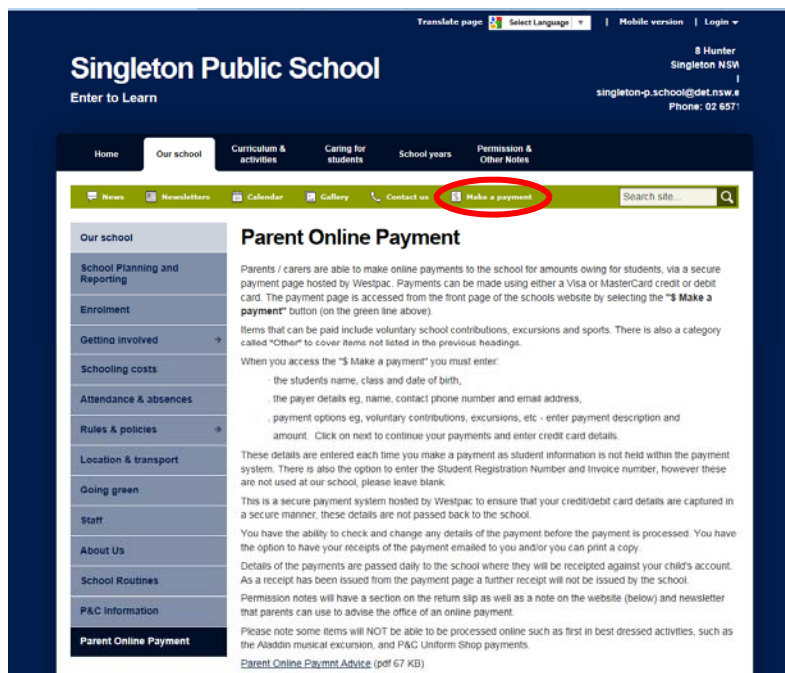 Translate page Select Language ▼ | Mobile version | Login
Singleton Public School
Enter to Learn
8 Hunter
Singleton NSW
singleton-p.school@det.nsw.e
Phone: 02 6571
Home
Our school
Curriculum &
activities
Caring for
students
School years
Permission &
Other Notes
News
Newsletters
Calendar
Gallery
Contact us
$ Make a payment
Search site...
Our school
School Planning and
Reporting
Enrolment
Getting involved
Schooling costs
Attendance & absences
Rules & policies
Location & transport
Going green
Staff
About Us
School Routines
P&C Information
Parent Online Payment
Parent Online Payment
Parents / carers are able to make online payments to the school for amounts owing for students, via a secure
payment page hosted by Westpac. Payments can be made using either a Visa or MasterCard credit or debit
card. The payment page is accessed from the front page of the schools website by selecting the "$ Make a
payment" button (on the green line above).
Items that can be paid include voluntary school contributions, excursions and sports. There is also a category
called "Other" to cover items not listed in the previous headings.
When you access the "$ Make a payment" you must enter:
· the students name, class and date of birth,
. the payer details eg, name, contact phone number and email address,
. payment options eg, voluntary contributions, excursions, etc - enter payment description and
amount. Click on next to continue your payments and enter credit card details.
These details are entered each time you make a payment as student information is not held within the payment
system. There is also the option to enter the Student Registration Number and Invoice number, however these
are not used at our school, please leave blank.
This is a secure payment system hosted by Westpac to ensure that your credit/debit card details are captured in
a secure manner, these details are not passed back to the school.
You have the ability to check and change any details of the payment before the payment is processed. You have
the option to have your receipts of the payment emailed to you and/or you can print a copy.
Details of the payments are passed daily to the school where they will be receipted against your child's account.
As a receipt has been issued from the payment page a further receipt will not be issued by the school.
Permission notes will have a section on the return slip as well as a note on the website (below) and newsletter
that parents can use to advise the office of an online payment.
Please note some items will NOT be able to be processed online such as first in best dressed activities, such as
the Aladdin musical excursion, and P&C Uniform Shop payments.
Parent Online Paymnt Advice (pdf 67 KB)